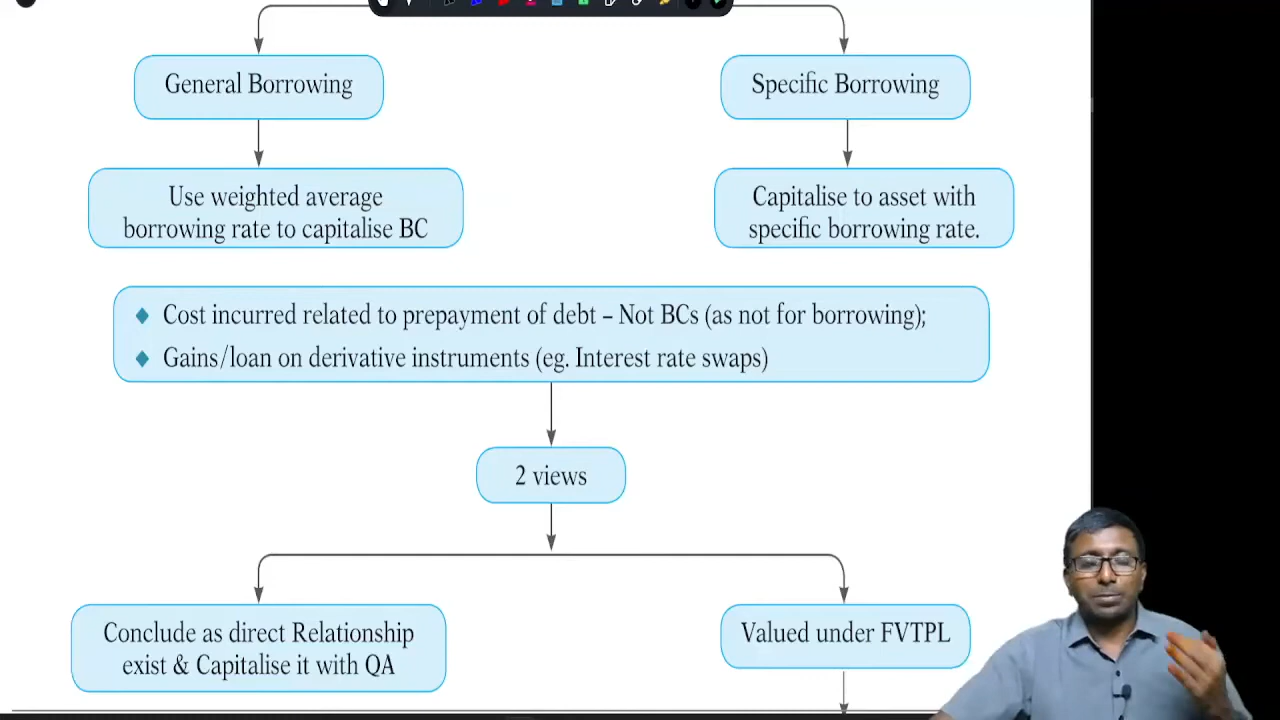 General Borrowing
Specific Borrowing
Use weighted average
borrowing rate to capitalise BC
Capitalise to asset with
specific borrowing rate.
♦ Cost incurred related to prepayment of debt – Not BCs (as not for borrowing);
♦ Gains/loan on derivative instruments (eg. Interest rate swaps)
2 views
Conclude as direct Relationship
exist & Capitalise it with QA
Valued under FVTPL